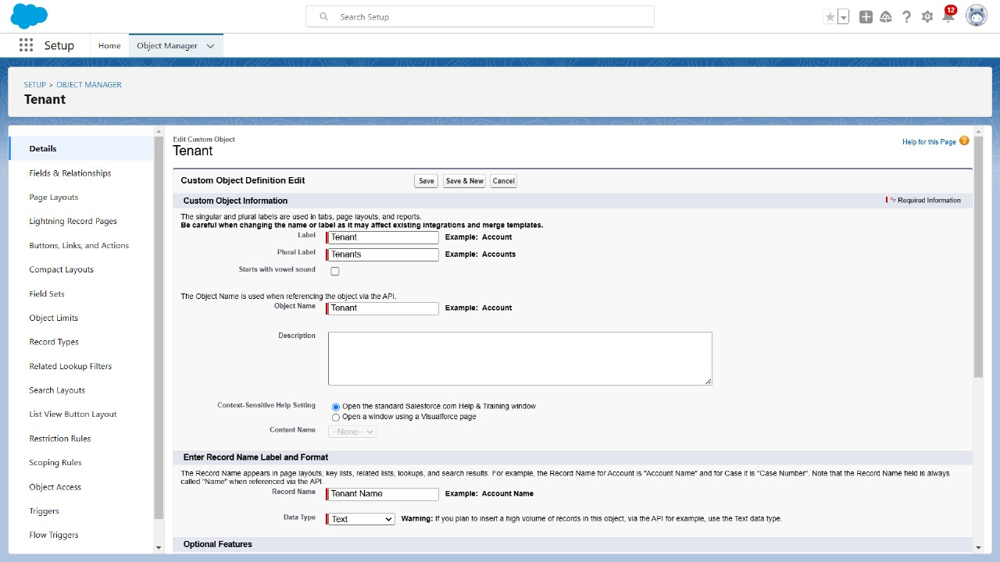 Search Setup
12
Setup
Home
Object Manager
SETUP > OBJECT MANAGER
Tenant
Details
Fields & Relationships
Page Layouts
Lightning Record Pages
Buttons, Links, and Actions
Compact Layouts
Field Sets
Object Limits
Record Types
Related Lookup Filters
Search Layouts
List View Button Layout
Restriction Rules
Scoping Rules
Object Access
Triggers
Flow Triggers
Edit Custom Object
Tenant
Help for this Page ?
Custom Object Definition Edit
Save
Save & New
Cancel
Custom Object Information
= Required Information
The singular and plural labels are used in tabs, page layouts, and reports.
Be careful when changing the name or label as it may affect existing integrations and merge templates.
Label Tenant Example: Account
Plural Label Tenants Example: Accounts
Starts with vowel sound
The Object Name is used when referencing the object via the API.
Object Name Tenant Example: Account
Description
Context-Sensitive Help Setting Open the standard Salesforce.com Help & Training window
Open a window using a Visualforce page
Content Name --None--
Enter Record Name Label and Format
The Record Name appears in page layouts, key lists, related lists, lookups, and search results. For example, the Record Name for Account is "Account Name" and for Case it is "Case Number". Note that the Record Name field is always
called "Name" when referenced via the API.
Record Name Tenant Name Example: Account Name
Data Type Text Warning: If you plan to insert a high volume of records in this object, via the API for example, use the Text data type.
Optional Features